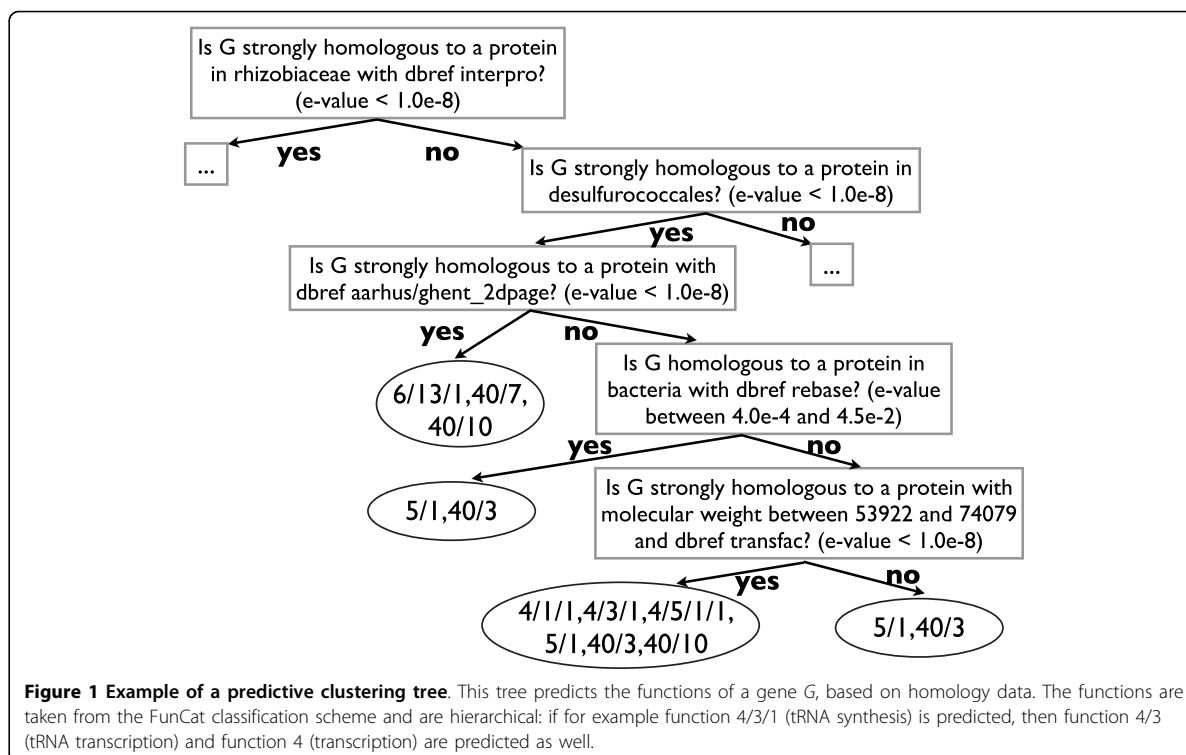 Is G strongly homologous to a protein
in rhizobiaceae with dbref interpro?
(e-value < 1.0e-8)
yes
no
...
Is G strongly homologous to a protein in
desulfurococcales? (e-value < 1.0e-8)
yes
no
...
Is G strongly homologous to a protein with
dbref aarhus/ghent_2dpage? (e-value < 1.0e-8)
yes
no
6/13/1,40/7,
40/10
Is G homologous to a protein in
bacteria with dbref rebase? (e-value
between 4.0e-4 and 4.5e-2)
yes
no
5/1,40/3
Is G strongly homologous to a protein with
molecular weight between 53922 and 74079
and dbref transfac? (e-value < 1.0e-8)
yes
no
4/1/1,4/3/1,4/5/1/1,
5/1,40/3,40/10
5/1,40/3
Figure 1 Example of a predictive clustering tree. This tree predicts the functions of a gene G, based on homology data. The functions are
taken from the FunCat classification scheme and are hierarchical: if for example function 4/3/1 (tRNA synthesis) is predicted, then function 4/3
(tRNA transcription) and function 4 (transcription) are predicted as well.